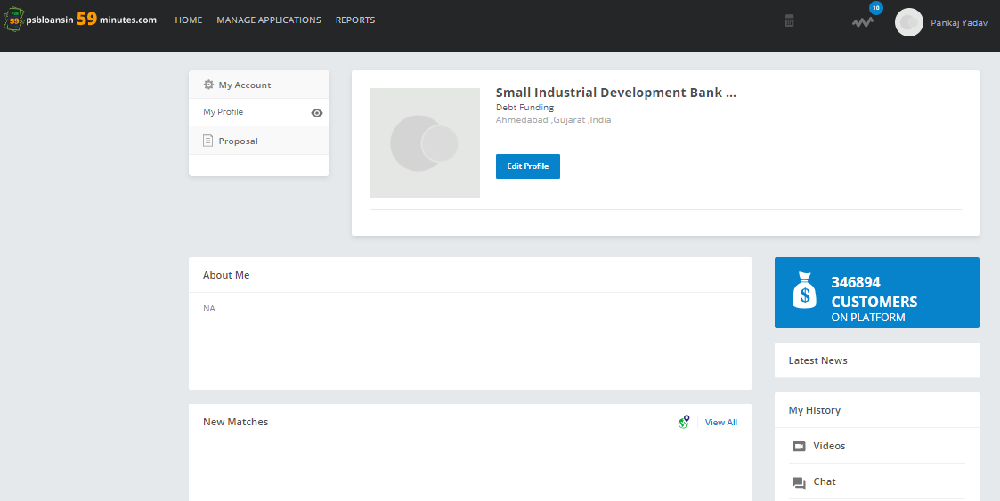 psbloansin 59 minutes.com
HOME
MANAGE APPLICATIONS
REPORTS
10
Pankaj Yadav
My Account
My Profile
Proposal
Small Industrial Development Bank ...
Debt Funding
Ahmedabad ,Gujarat ,India
Edit Profile
About Me
NA
346894
CUSTOMERS
ON PLATFORM
Latest News
New Matches
View All
My History
Videos
Chat